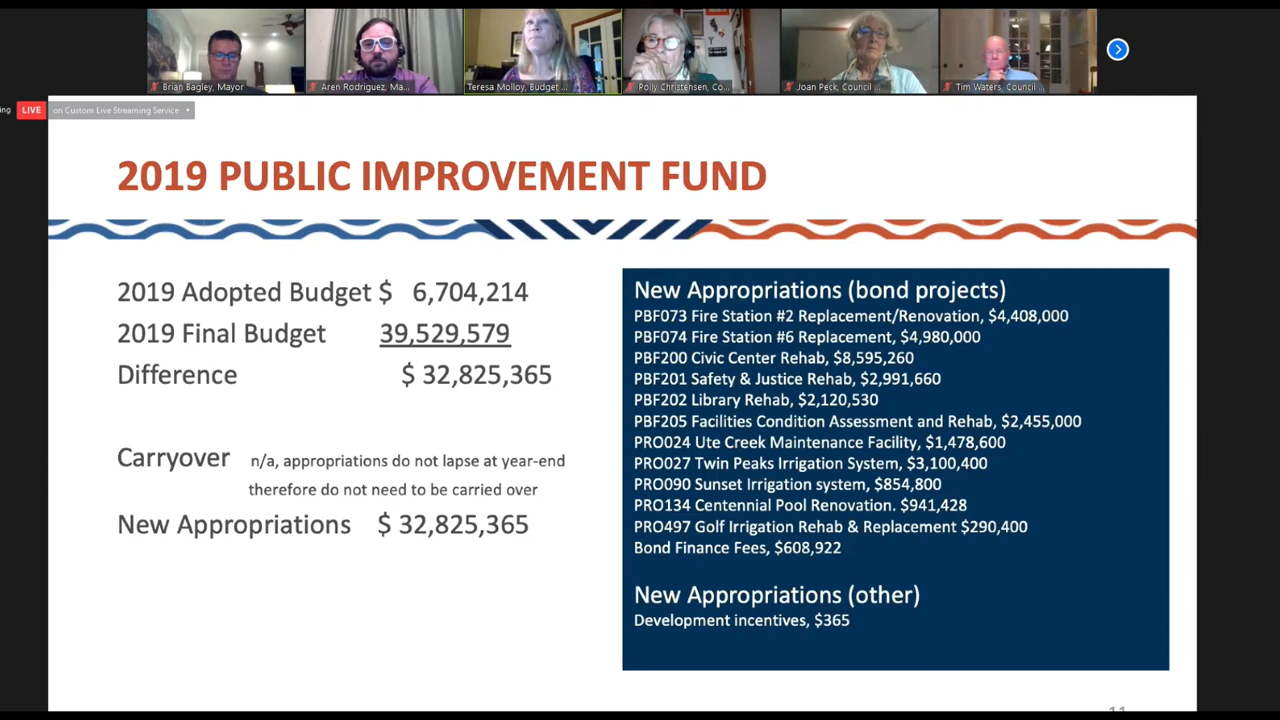 Brian Bagley, Mayor
Aren Rodriguez, Ma...
Teresa Molloy, Budget ...
Polly Christensen, Co...
Joan Peck, Council ...
Tim Waters, Council ...
ing LIVE on Custom Live Streaming Service
2019 PUBLIC IMPROVEMENT FUND
2019 Adopted Budget $ 6,704,214
2019 Final Budget 39,529,579
Difference $ 32,825,365
Carryover n/a, appropriations do not lapse at year-end
therefore do not need to be carried over
New Appropriations $ 32,825,365
New Appropriations (bond projects)
PBF073 Fire Station #2 Replacement/Renovation, $4,408,000
PBF074 Fire Station #6 Replacement, $4,980,000
PBF200 Civic Center Rehab, $8,595,260
PBF201 Safety & Justice Rehab, $2,991,660
PBF202 Library Rehab, $2,120,530
PBF205 Facilities Condition Assessment and Rehab, $2,455,000
PRO024 Ute Creek Maintenance Facility, $1,478,600
PRO027 Twin Peaks Irrigation System, $3,100,400
PRO090 Sunset Irrigation system, $854,800
PRO134 Centennial Pool Renovation. $941,428
PRO497 Golf Irrigation Rehab & Replacement $290,400
Bond Finance Fees, $608,922
New Appropriations (other)
Development incentives, $365